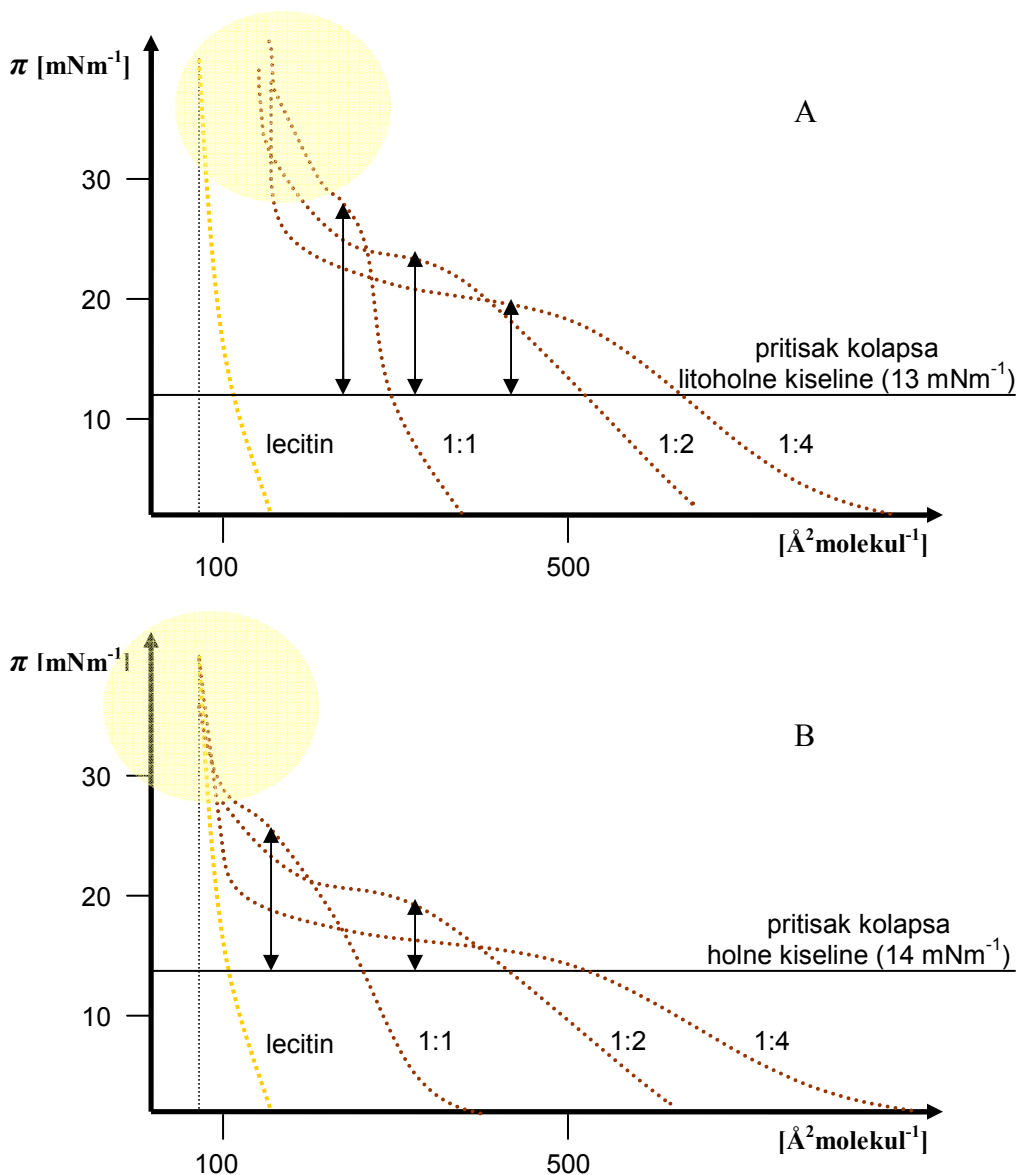 A
π [mNm⁻¹]
30
20
pritisak kolapsa
litoholne kiseline (13 mNm⁻¹)
10
lecitin
1:1
1:2
1:4
[Å²molekul⁻¹]
100
500
B
π [mNm⁻¹]
30
20
pritisak kolapsa
holne kiseline (14 mNm⁻¹)
10
lecitin
1:1
1:2
1:4
[Å²molekul⁻¹]
100
500